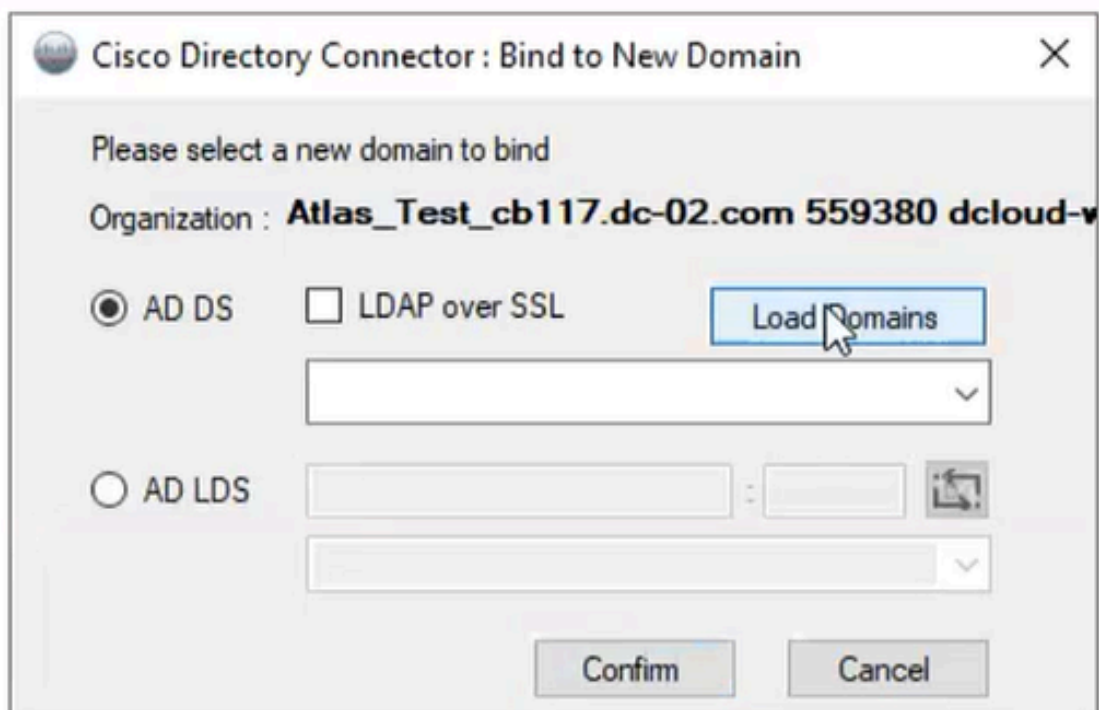 Cisco Directory Connector : Bind to New Domain
Please select a new domain to bind
Organization : Atlas_Test_cb117.dc-02.com 559380 dcloud-w
AD DS LDAP over SSL Load Domains
AD LDS :
Confirm Cancel